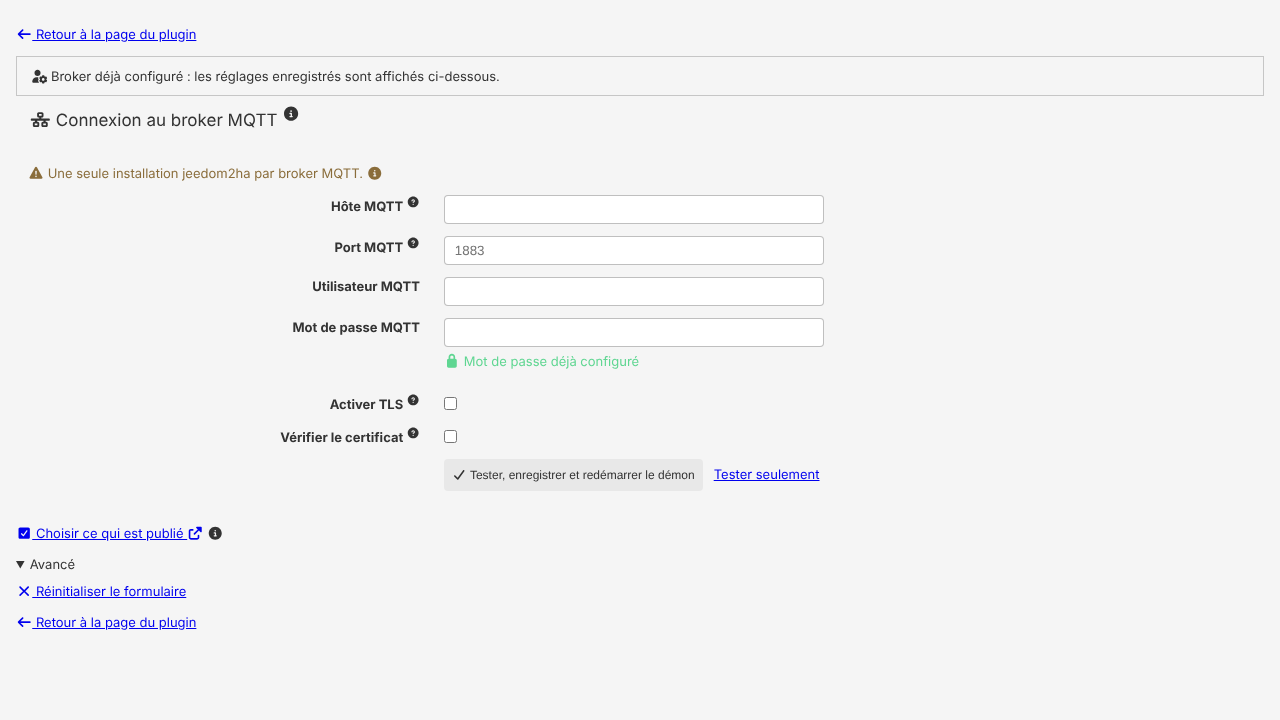 Retour à la page du plugin
Broker déjà configuré : les réglages enregistrés sont affichés ci-dessous.
Connexion au broker MQTT
Une seule installation jeedom2ha par broker MQTT.
Hôte MQTT
Port MQTT 1883
Utilisateur MQTT
Mot de passe MQTT
Mot de passe déjà configuré
Activer TLS
Vérifier le certificat
Tester, enregistrer et redémarrer le démon Tester seulement
Choisir ce qui est publié
Avancé
Réinitialiser le formulaire
Retour à la page du plugin